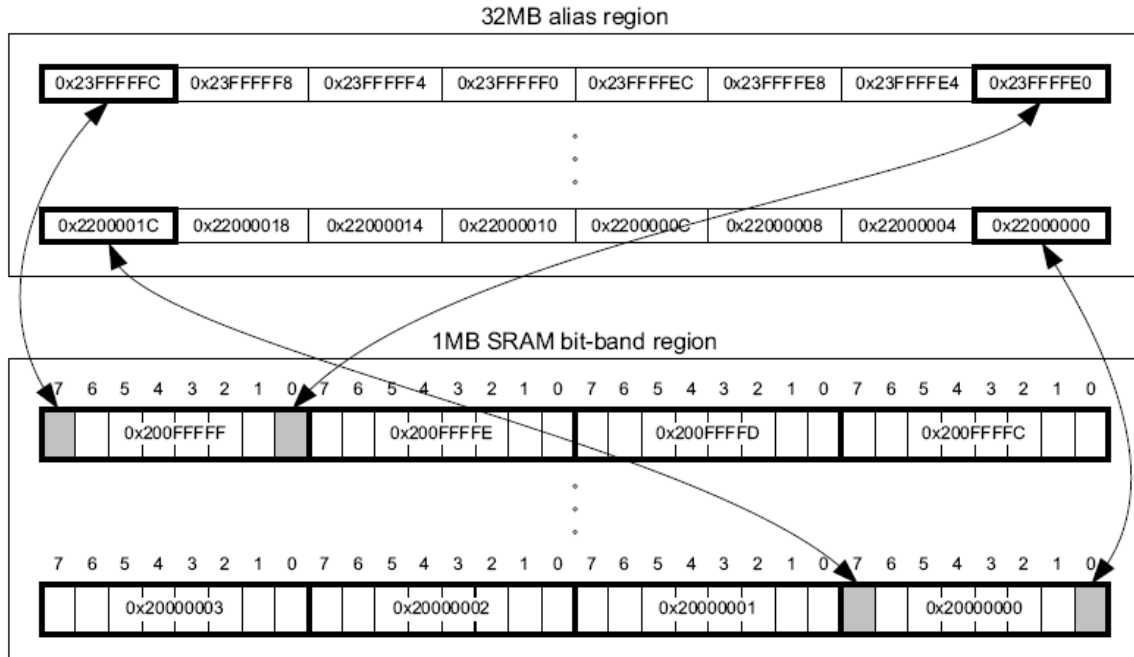 32MB alias region
0x23FFFFFC 0x23FFFFF8 0x23FFFFF4 0x23FFFFF0 0x23FFFFEC 0x23FFFFE8 0x23FFFFE4 0x23FFFFE0
0x2200001C 0x22000018 0x22000014 0x22000010 0x2200000C 0x22000008 0x22000004 0x22000000
1MB SRAM bit-band region
7 6 5 4 3 2 1 0 7 6 5 4 3 2 1 0 7 6 5 4 3 2 1 0 7 6 5 4 3 2 1 0
0x200FFFFF 0x200FFFFE 0x200FFFFD 0x200FFFFC
7 6 5 4 3 2 1 0 7 6 5 4 3 2 1 0 7 6 5 4 3 2 1 0 7 6 5 4 3 2 1 0
0x20000003 0x20000002 0x20000001 0x20000000